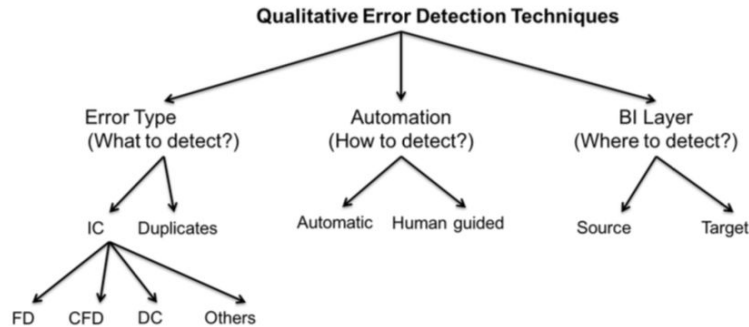 Qualitative Error Detection Techniques
Error Type
(What to detect?)
Automation
(How to detect?)
BI Layer
(Where to detect?)
IC
Duplicates
Automatic
Human guided
Source
Target
FD
CFD
DC
Others